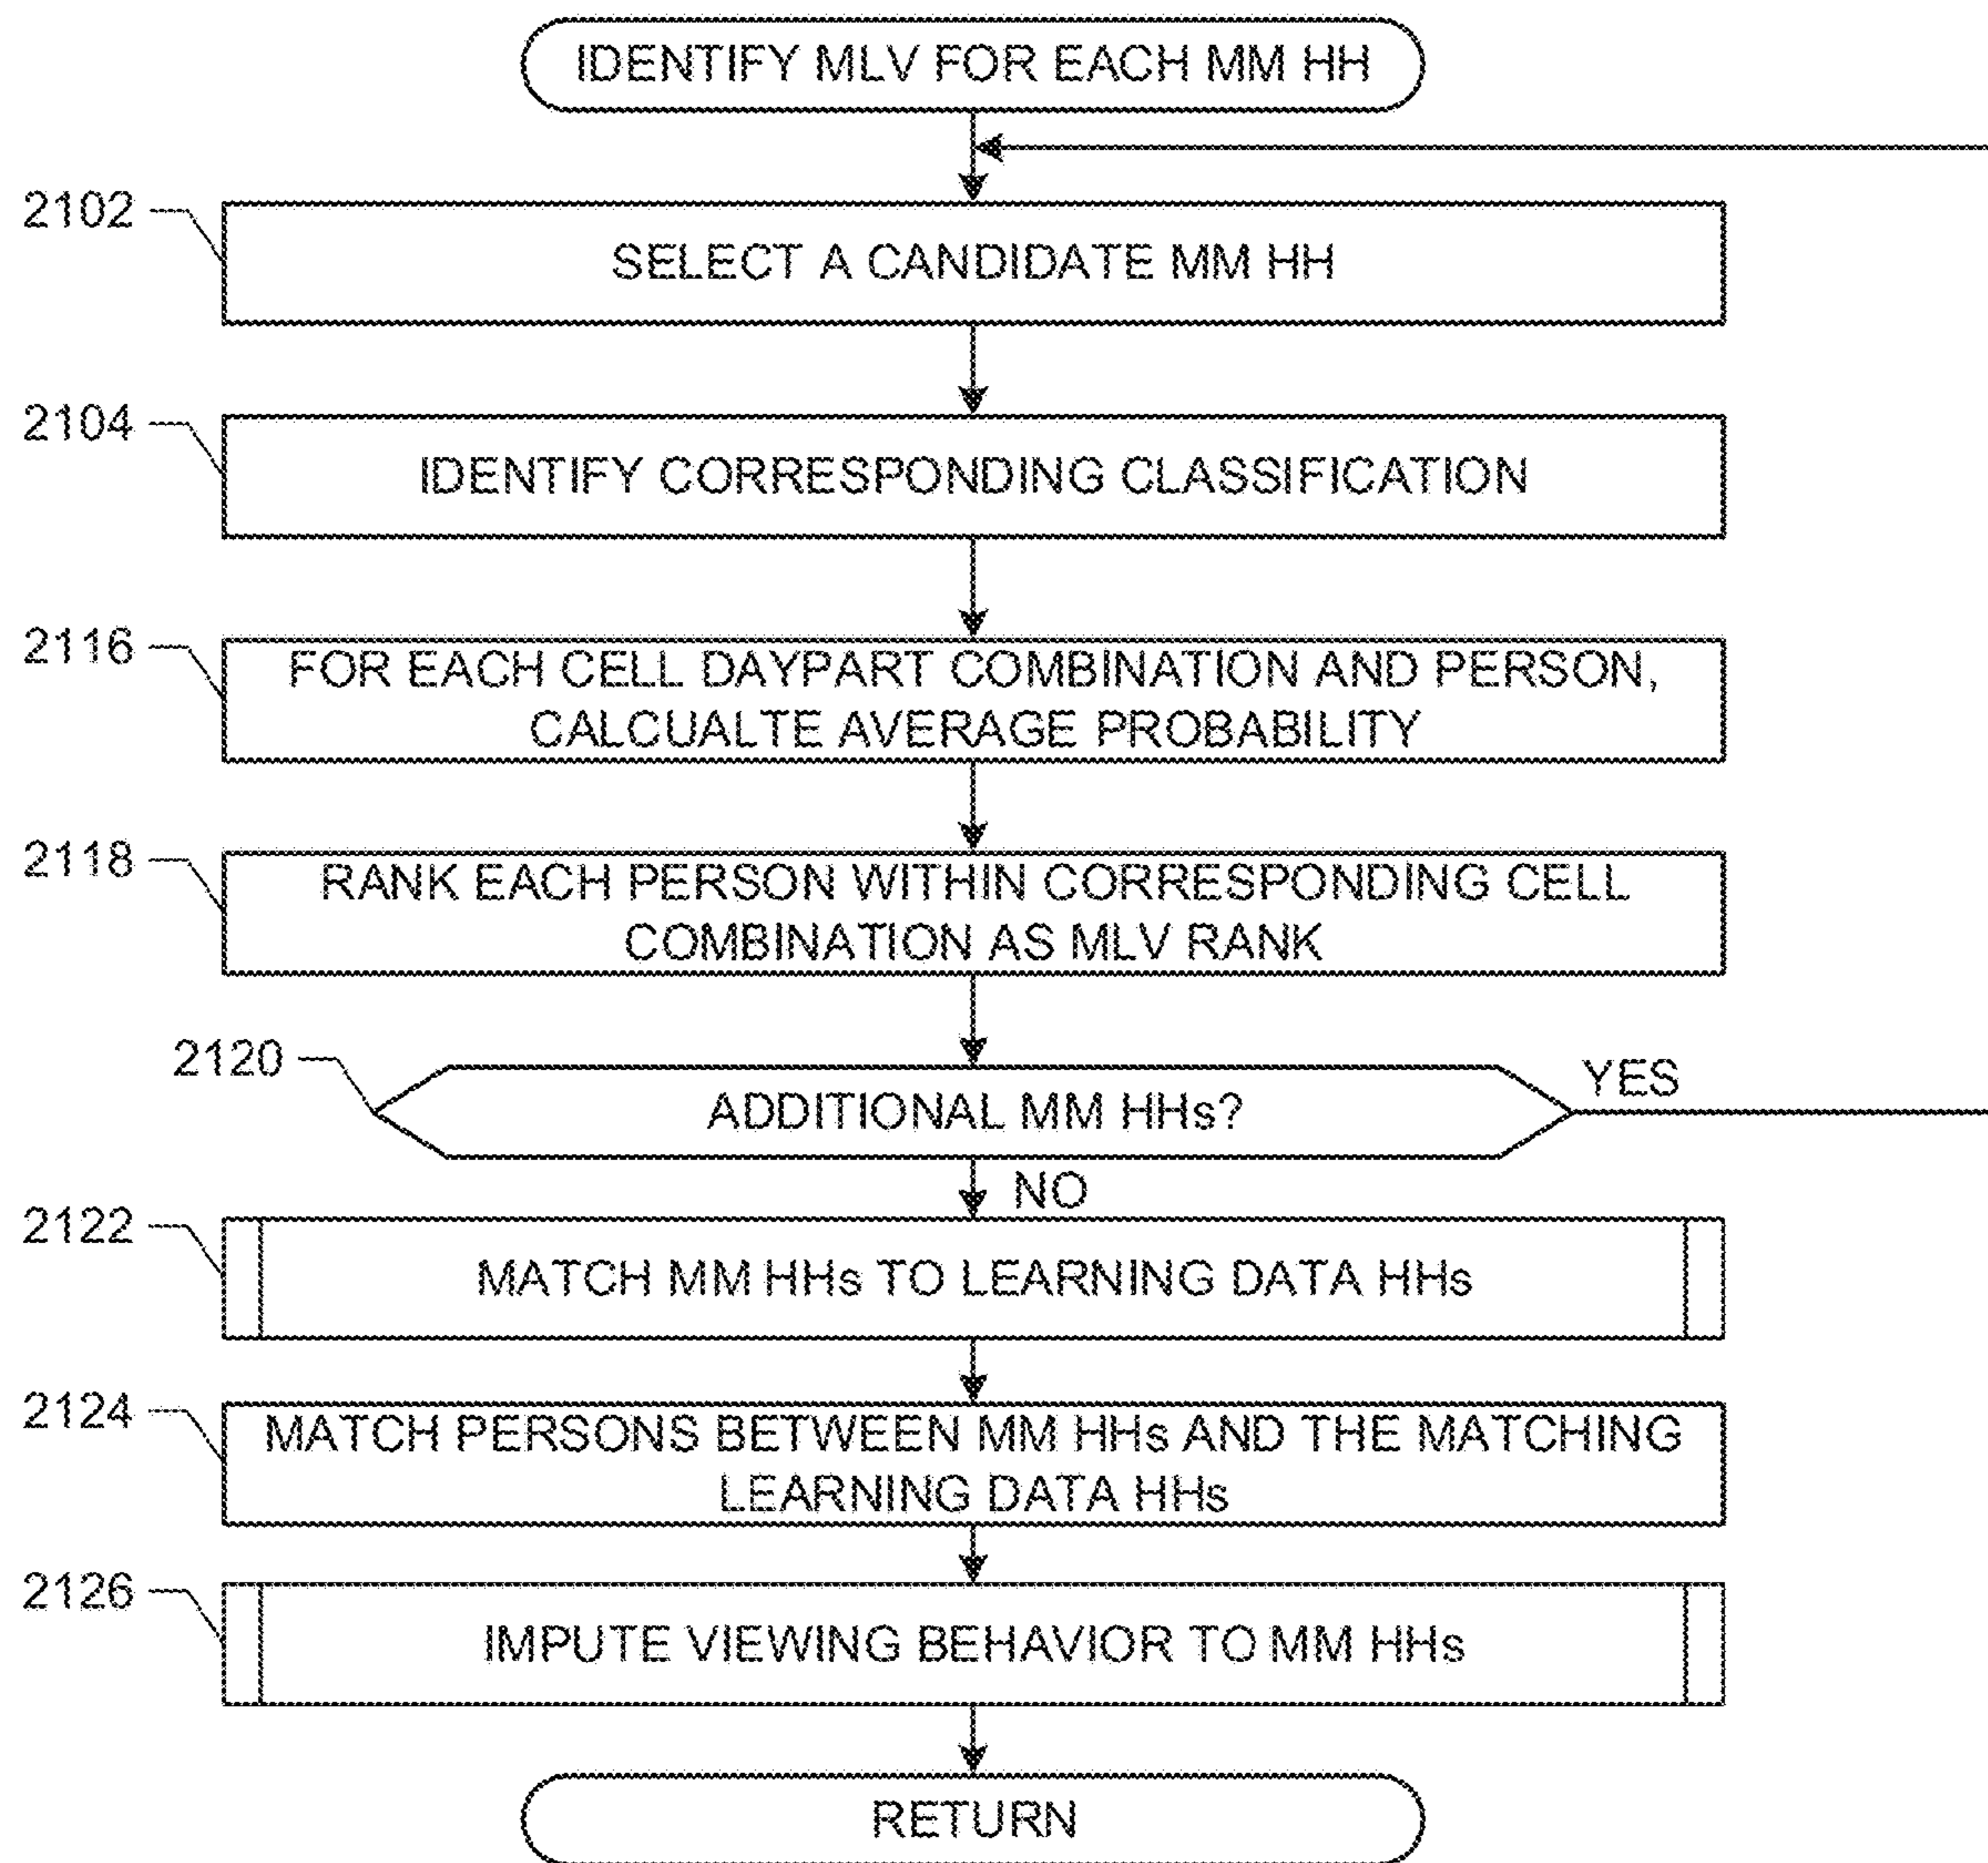 IDENTIFY MLV FOR EACH MM HH
2102
SELECT A CANDIDATE MM HH
2104
IDENTIFY CORRESPONDING CLASSIFICATION
2116
FOR EACH CELL DAYPART COMBINATION AND PERSON,
CALCUALTE AVERAGE PROBABILITY
2118
RANK EACH PERSON WITHIN CORRESPONDING CELL
COMBINATION AS MLV RANK
2120
ADDITIONAL MM HHs?
YES
NO
2122
MATCH MM HHs TO LEARNING DATA HHs
2124
MATCH PERSONS BETWEEN MM HHs AND THE MATCHING
LEARNING DATA HHs
2126
IMPUTE VIEWING BEHAVIOR TO MM HHs
RETURN